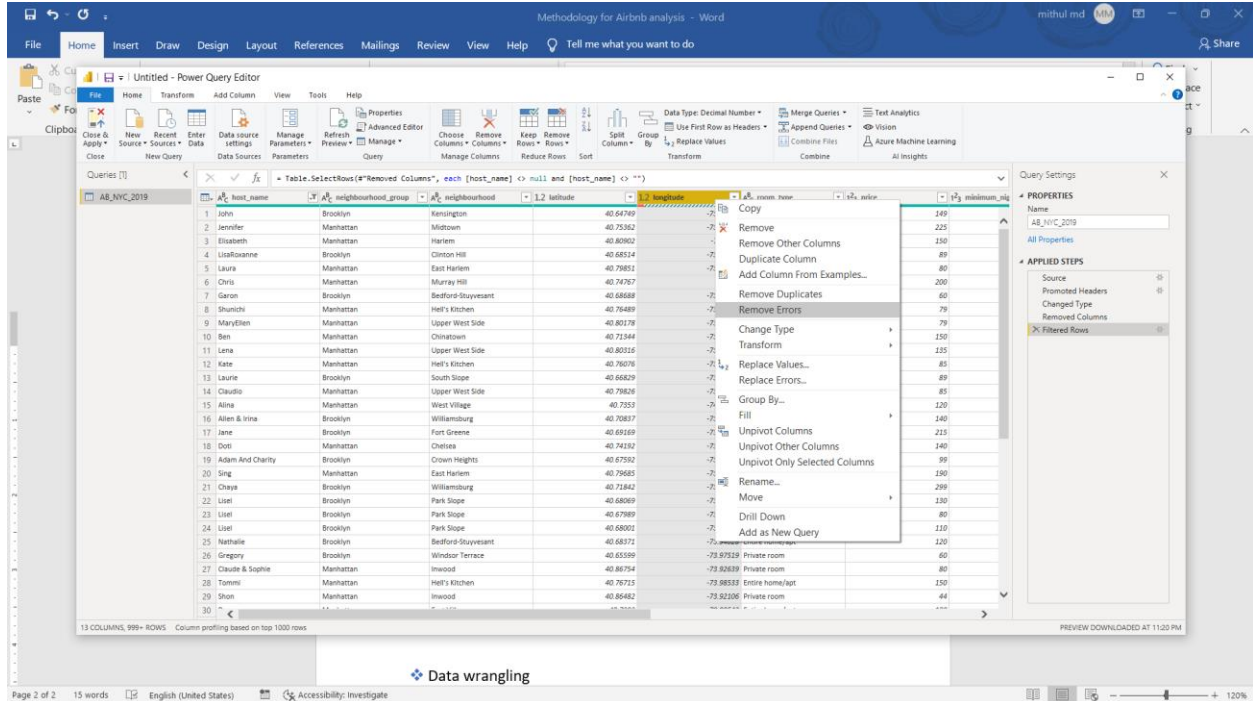 Methodology for Airbnb analysis - Word
mithul md MM
File Home Insert Draw Design Layout References Mailings Review View Help Tell me what you want to do Share
Paste
Untitled - Power Query Editor
File Home Transform Add Column View Tools Help
Close & Apply New Source Recent Sources Enter Data Data source settings Manage Parameters Refresh Preview Properties Advanced Editor Manage Choose Columns Remove Columns Keep Rows Remove Rows Split Column Group By Data Type: Decimal Number Use First Row as Headers Replace Values Merge Queries Append Queries Combine Files Text Analytics Vision Azure Machine Learning
Close New Query Data Sources Parameters Query Manage Columns Reduce Rows Sort Transform Combine AI Insights
Queries [1]
AB_NYC_2019
= Table.SelectRows(#"Removed Columns", each [host_name] <> null and [host_name] <> "")
host_name neighbourhood_group neighbourhood 1.2 latitude 1.2 longitude room_type price
1 John Brooklyn Kensington 40.64749 149
2 Jennifer Manhattan Midtown 40.75362 225
3 Elisabeth Manhattan Harlem 40.80902 150
4 LisaRoxanne Brooklyn Clinton Hill 40.68514 89
5 Laura Manhattan East Harlem 40.79851 80
6 Chris Manhattan Murray Hill 40.74767 200
7 Garon Brooklyn Bedford-Stuyvesant 40.68688 60
8 Shunichi Manhattan Hell's Kitchen 40.76489 79
9 MaryEllen Manhattan Upper West Side 40.80178 79
10 Ben Manhattan Chinatown 40.71344 150
11 Lena Manhattan Upper West Side 40.80316 135
12 Kate Manhattan Hell's Kitchen 40.76076 85
13 Laurie Brooklyn South Slope 40.66829 89
14 Claudio Manhattan Upper West Side 40.79826 85
15 Alina Manhattan West Village 40.7353 120
16 Allen & Irina Brooklyn Williamsburg 40.70837 140
17 Jane Brooklyn Fort Greene 40.69169 215
18 Doti Manhattan Chelsea 40.74192 140
19 Adam And Charity Brooklyn Crown Heights 40.67592 99
20 Sing Manhattan East Harlem 40.79685 190
21 Chaya Brooklyn Williamsburg 40.71842 299
22 Lisel Brooklyn Park Slope 40.68069 130
23 Lisel Brooklyn Park Slope 40.67989 80
24 Lisel Brooklyn Park Slope 40.68001 110
25 Nathalie Brooklyn Bedford-Stuyvesant 40.68371 120
26 Gregory Brooklyn Windsor Terrace 40.65599 -73.97519 Private room 60
27 Claude & Sophie Manhattan Inwood 40.86754 -73.92639 Private room 80
28 Tommi Manhattan Hell's Kitchen 40.76715 -73.98533 Entire home/apt 150
29 Shon Manhattan Inwood 40.86482 -73.92106 Private room 44
30
Copy
Remove
Remove Other Columns
Duplicate Column
Add Column From Examples...
Remove Duplicates
Remove Errors
Change Type
Transform
Replace Values...
Replace Errors...
Group By...
Fill
Unpivot Columns
Unpivot Other Columns
Unpivot Only Selected Columns
Rename...
Move
Drill Down
Add as New Query
Query Settings
PROPERTIES
Name
AB_NYC_2019
All Properties
APPLIED STEPS
Source
Promoted Headers
Changed Type
Removed Columns
Filtered Rows
13 COLUMNS, 999+ ROWS Column profiling based on top 1000 rows PREVIEW DOWNLOADED AT 11:20 PM
Data wrangling
Page 2 of 2 15 words English (United States) Accessibility: Investigate 120%